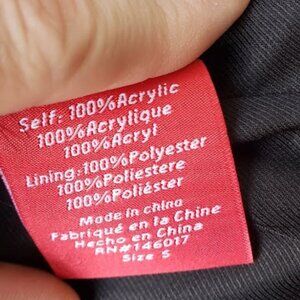 Self: 100%Acrylic
100%Acrylique
100%Acryl
Lining:100%Polyester
100%Poliestere
100%Poliéster
Made in china
Fabriqué en la Chine
Hecho en China
RN#146017
Size S